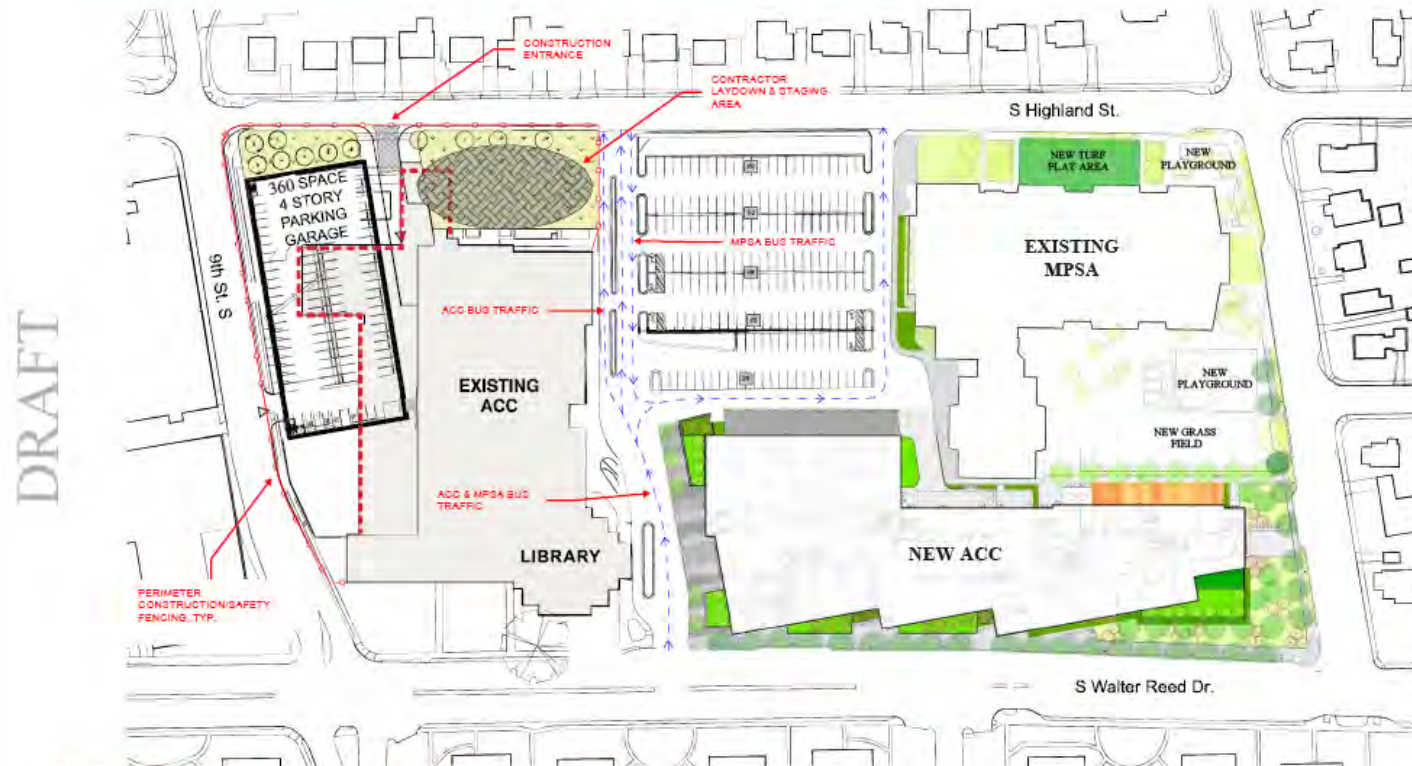 DRAFT
CONSTRUCTION
ENTRANCE
CONTRACTOR
LAYDOWN & STAGING
AREA
S Highland St.
360 SPACE
4 STORY
PARKING
GARAGE
9th St. S
NEW TURF
PLAY AREA
NEW
PLAYGROUND
MPSA BUS TRAFFIC
EXISTING
MPSA
ACC BUS TRAFFIC
EXISTING
ACC
NEW
PLAYGROUND
NEW GRASS
FIELD
ACC & MPSA BUS
TRAFFIC
LIBRARY
NEW ACC
PERIMETER
CONSTRUCTION/SAFETY
FENCING, TYP.
S Walter Reed Dr.